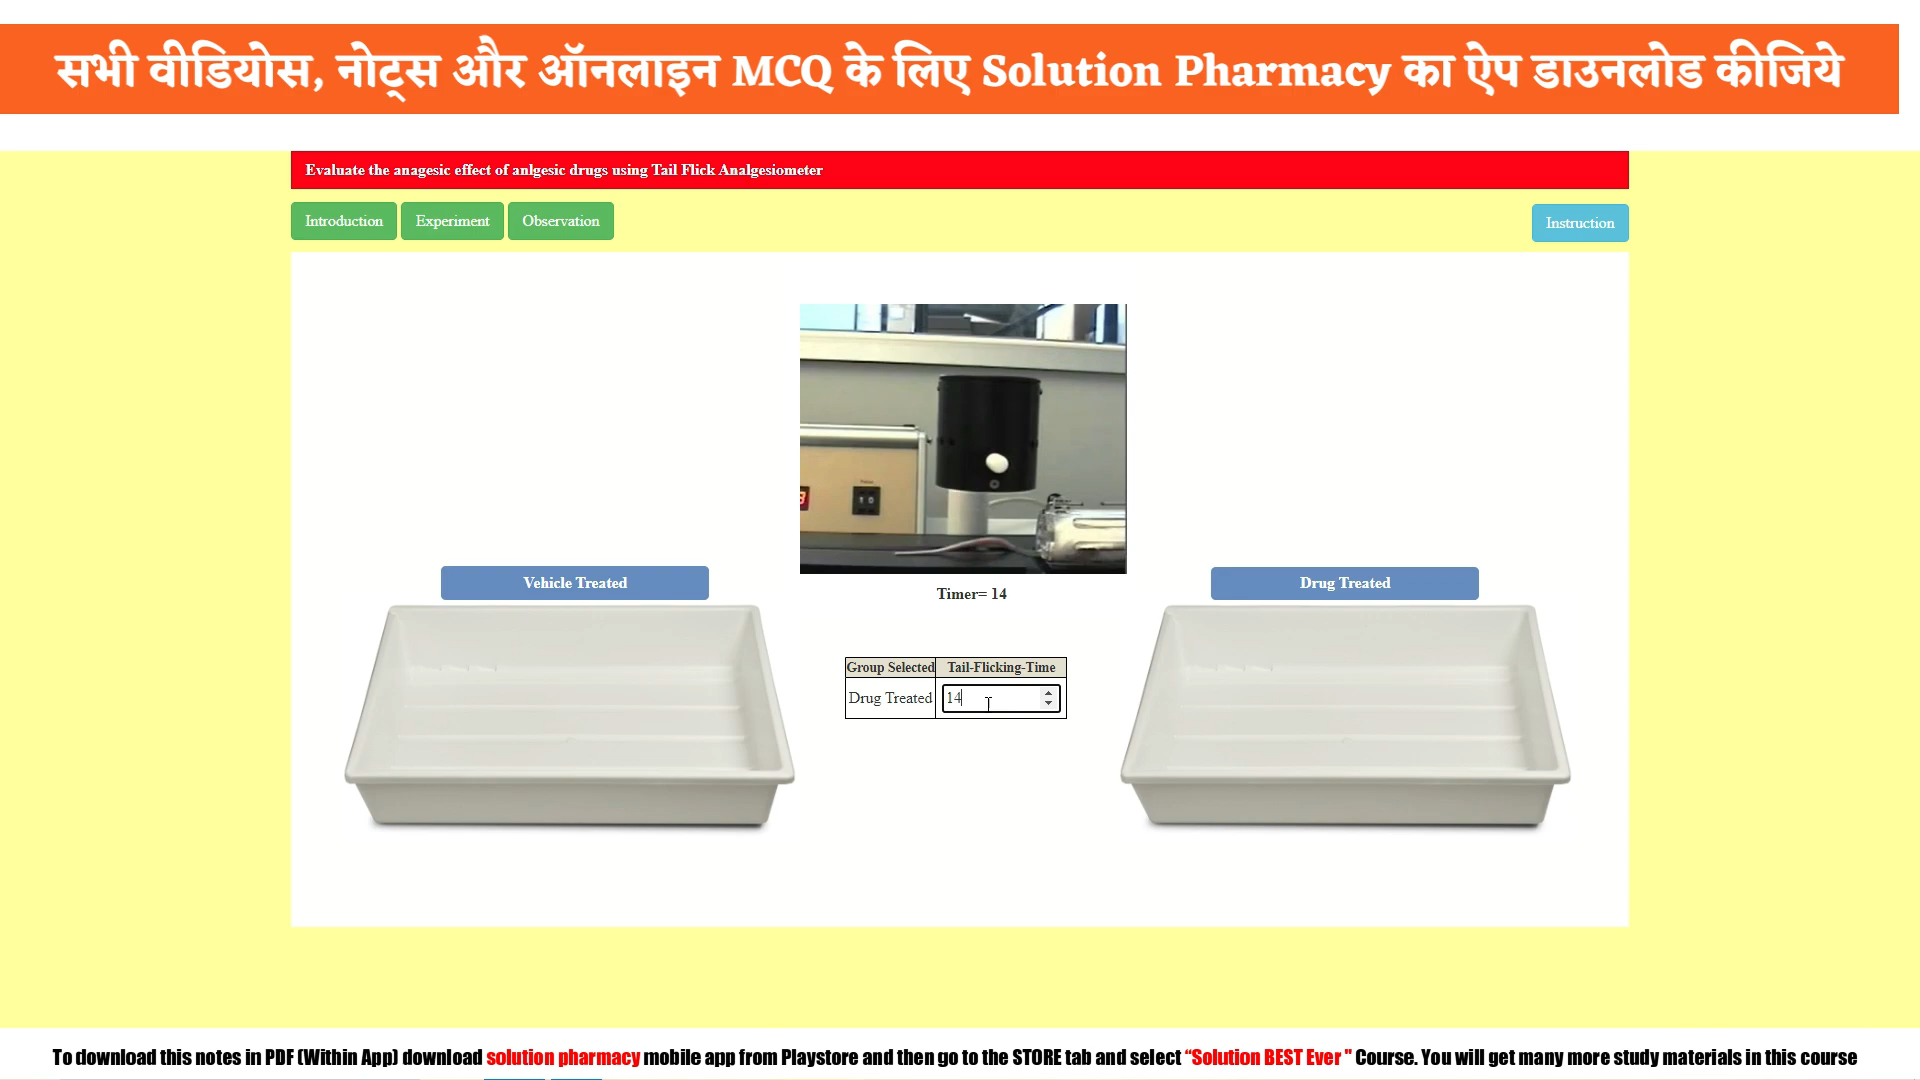 सभी वीडियोस, नोट्स और ऑनलाइन MCQ के लिए Solution Pharmacy का ऐप डाउनलोड कीजिये
Evaluate the anagesic effect of anlgesic drugs using Tail Flick Analgesiometer
Introduction Experiment Observation Instruction
10
Vehicle Treated
Drug Treated
Timer= 14
Group Selected Tail-Flicking-Time
Drug Treated 14
To download this notes in PDF (Within App) download solution pharmacy mobile app from Playstore and then go to the STORE tab and select “Solution BEST Ever " Course. You will get many more study materials in this course